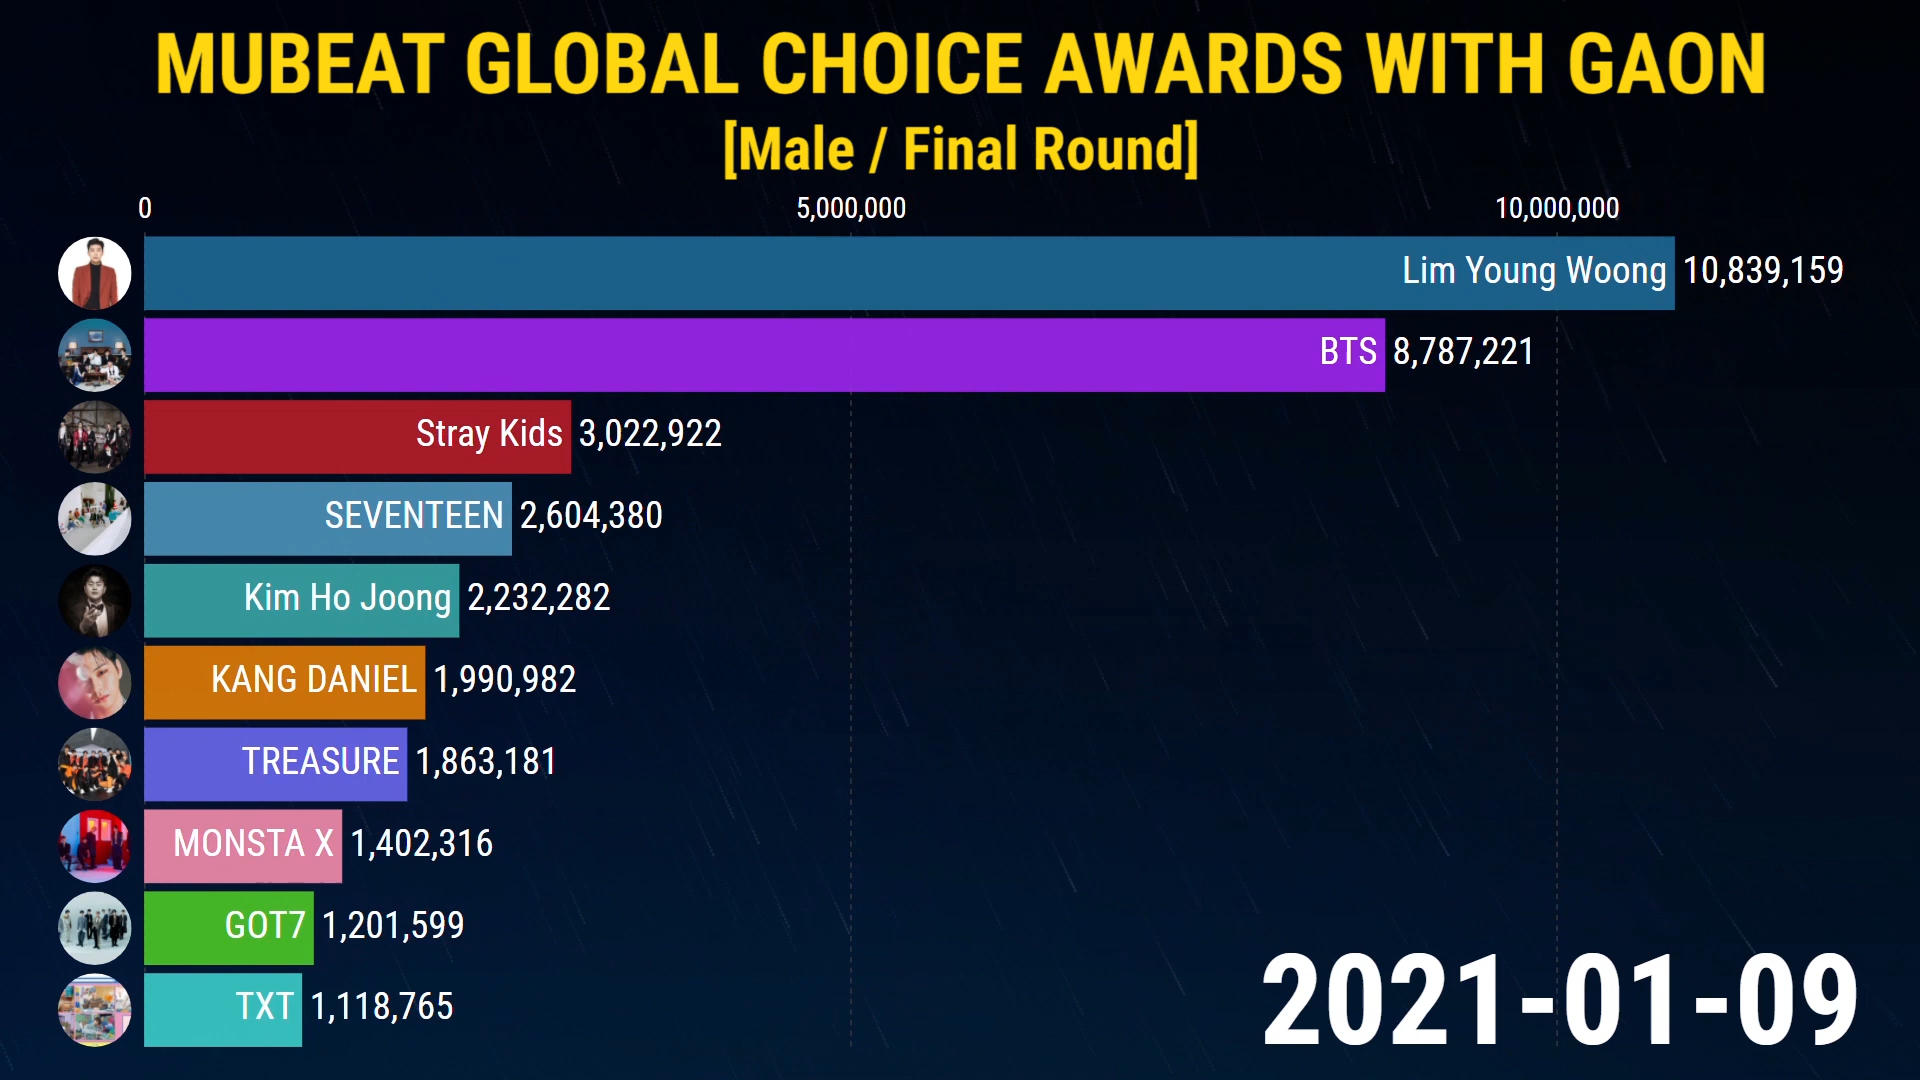 MUBEAT GLOBAL CHOICE AWARDS WITH GAON
[Male / Final Round]
0 5,000,000 10,000,000
Lim Young Woong 10,839,159
BTS 8,787,221
Stray Kids 3,022,922
SEVENTEEN 2,604,380
Kim Ho Joong 2,232,282
KANG DANIEL 1,990,982
TREASURE 1,863,181
MONSTA X 1,402,316
GOT7 1,201,599
TXT 1,118,765
2021-01-09